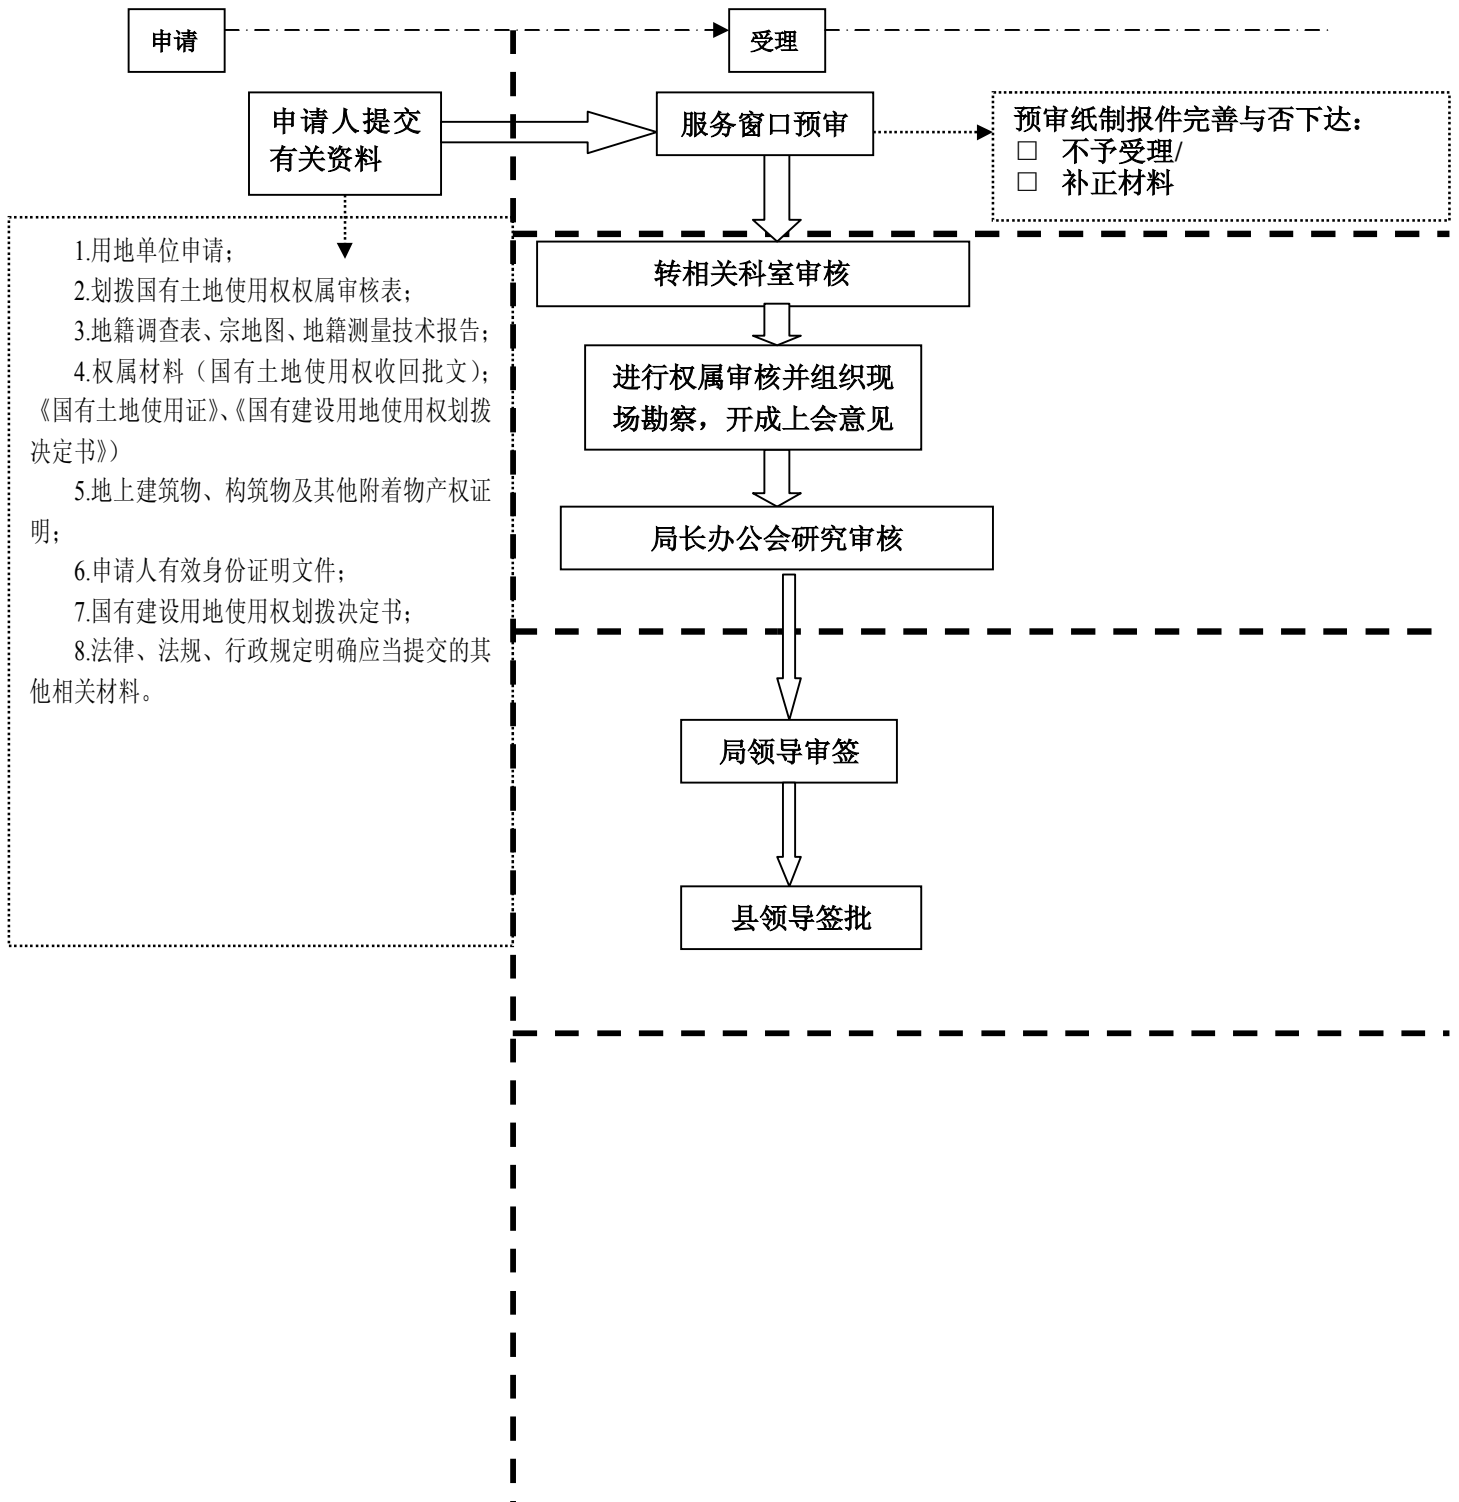 申请
受理
申请人提交
有关资料
服务窗口预审
预审纸制报件完善与否下达：
□ 不予受理/
□ 补正材料
1.用地单位申请；
2.划拨国有土地使用权权属审核表；
3.地籍调查表、宗地图、地籍测量技术报告；
4.权属材料（国有土地使用权收回批文）；
《国有土地使用证》、《国有建设用地使用权划拨
决定书》）
5.地上建筑物、构筑物及其他附着物产权证
明；
6.申请人有效身份证明文件；
7.国有建设用地使用权划拨决定书；
8.法律、法规、行政规定明确应当提交的其
他相关材料。
转相关科室审核
进行权属审核并组织现
场勘察，开成上会意见
局长办公会研究审核
局领导审签
县领导签批